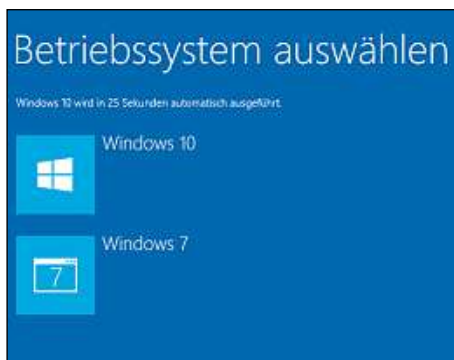 Betriebssystem auswählen
Windows 10 wird in 25 Sekunden automatisch ausgeführt.
Windows 10
7
Windows 7